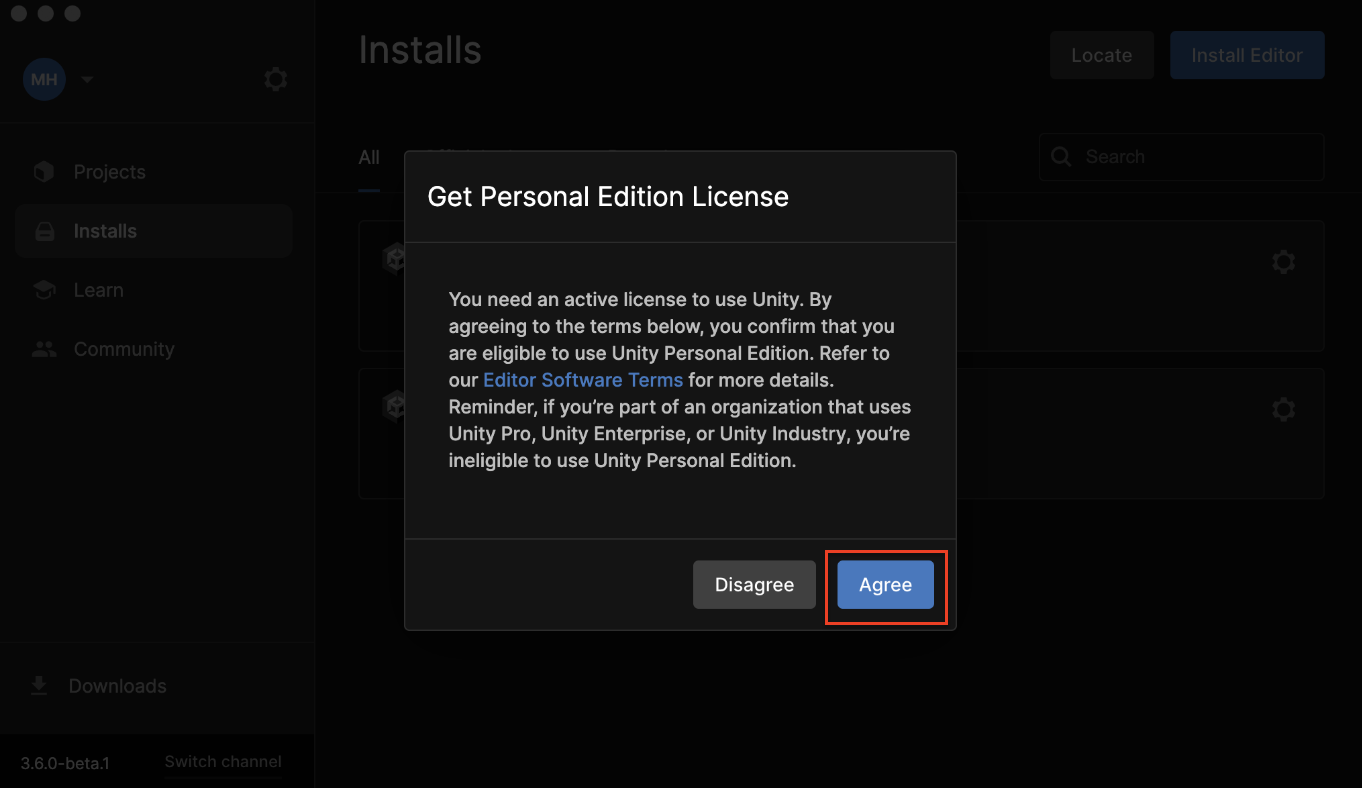 Installs
Locate
Install Editor
MH
Projects
Installs
Learn
Community
All
Search
Get Personal Edition License
You need an active license to use Unity. By
agreeing to the terms below, you confirm that you
are eligible to use Unity Personal Edition. Refer to
our Editor Software Terms for more details.
Reminder, if you’re part of an organization that uses
Unity Pro, Unity Enterprise, or Unity Industry, you’re
ineligible to use Unity Personal Edition.
Disagree
Agree
Downloads
3.6.0-beta.1
Switch channel